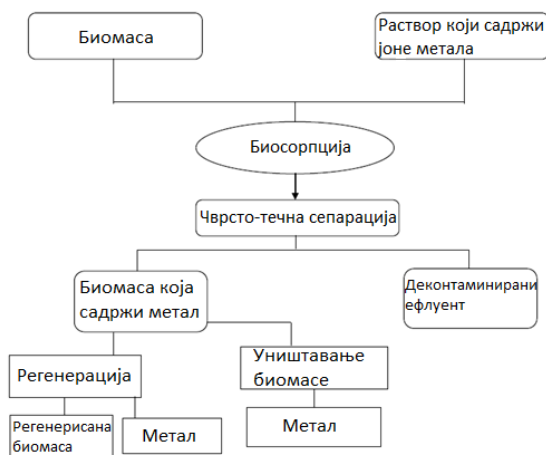 Биомаса
Раствор који садржи
јоне метала
Биосорпција
Чврсто-течна сепарација
Биомаса која
садржи метал
Деконтаминирани
ефлуент
Регенерација
Уништавање
биомасе
Регенерисана
биомаса
Метал
Метал